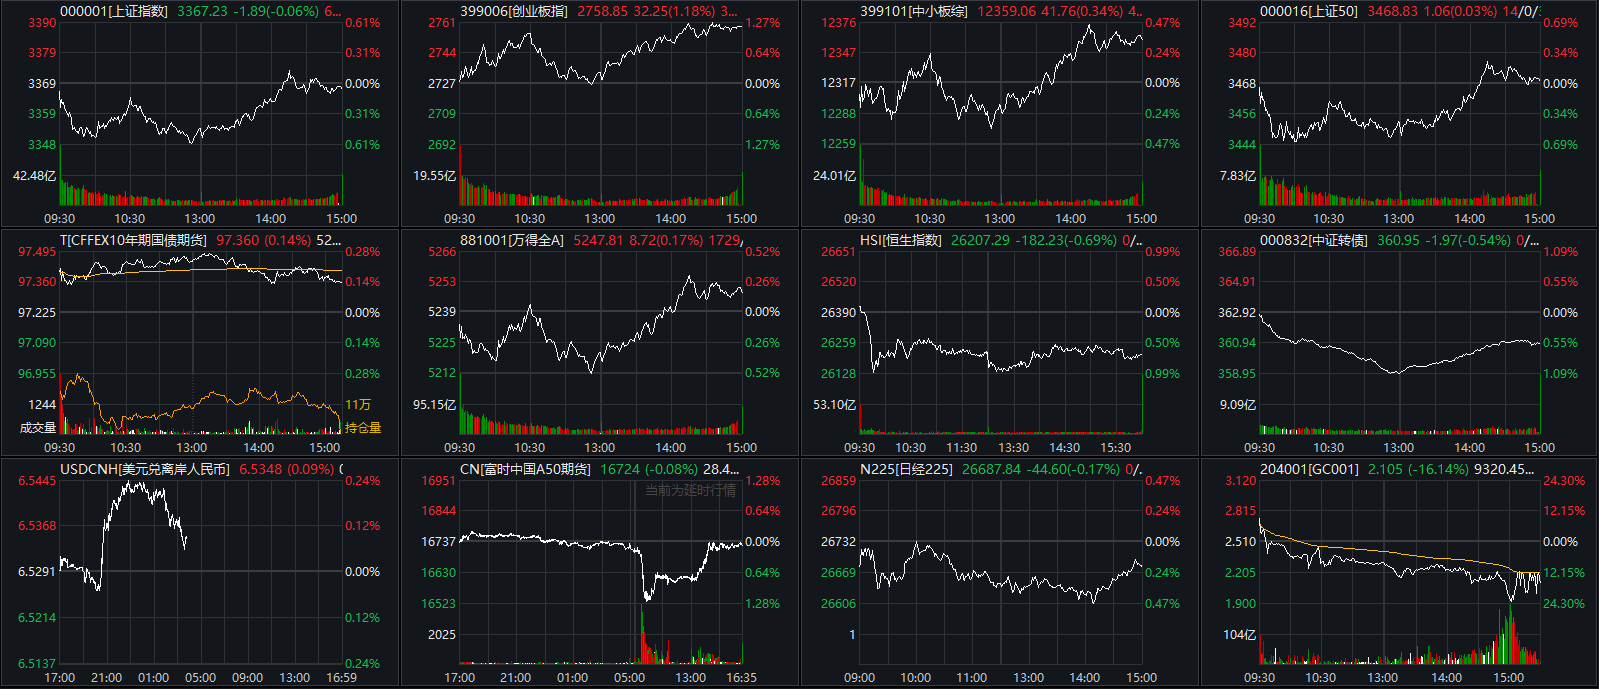 000001[上证指数] 3367.23 -1.89(-0.06%) 6...
3390 0.61%
3379 0.31%
3369 0.00%
3359 0.31%
3348 0.61%
42.48亿
09:30 10:30 13:00 14:00 15:00
399006[创业板指] 2758.85 32.25(1.18%) 3...
2761 1.27%
2744 0.64%
2727 0.00%
2709 0.64%
2692 1.27%
19.55亿
09:30 10:30 13:00 14:00 15:00
399101[中小板综] 12359.06 41.76(0.34%) 4...
12376 0.47%
12347 0.24%
12317 0.00%
12288 0.24%
12259 0.47%
24.01亿
09:30 10:30 13:00 14:00 15:00
000016[上证50] 3468.83 1.06(0.03%) 14/0/
3492 0.69%
3480 0.34%
3468 0.00%
3456 0.34%
3444 0.69%
7.83亿
09:30 10:30 13:00 14:00 15:00
T[CFFEX10年期国债期货] 97.360 (0.14%) 52...
97.495 0.28%
97.360 0.14%
97.225 0.00%
97.090 0.14%
96.955 0.28%
1244 11万
成交量 持仓量
09:30 10:30 13:00 14:00 15:00
881001[万得全A] 5247.81 8.72(0.17%) 1729/
5266 0.52%
5253 0.26%
5239 0.00%
5225 0.26%
5212 0.52%
95.15亿
09:30 10:30 13:00 14:00 15:00
HSI[恒生指数] 26207.29 -182.23(-0.69%) 0/...
26651 0.99%
26520 0.50%
26390 0.00%
26259 0.50%
26128 0.99%
53.10亿
09:30 10:30 11:30 13:30 14:30 15:30
000832[中证转债] 360.95 -1.97(-0.54%) 0/...
366.89 1.09%
364.91 0.55%
362.92 0.00%
360.94 0.55%
358.95 1.09%
9.09亿
09:30 10:30 13:00 14:00 15:00
USDCNH[美元兑离岸人民币] 6.5348 (0.09%) 0
6.5445 0.24%
6.5368 0.12%
6.5291 0.00%
6.5214 0.12%
6.5137 0.24%
17:00 21:00 01:00 05:00 09:00 13:00 16:59
CN[富时中国A50期货] 16724 (-0.08%) 28.4...
当前为延时行情
16951 1.28%
16844 0.64%
16737 0.00%
16630 0.64%
16523 1.28%
2025
17:00 21:00 01:00 05:00 13:00 16:35
N225[日经225] 26687.84 -44.60(-0.17%) 0/.
26859 0.47%
26796 0.24%
26732 0.00%
26669 0.24%
26606 0.47%
1
09:00 10:00 11:00 13:00 14:00 15:00
204001[GC001] 2.105 (-16.14%) 9320.45...
3.120 24.30%
2.815 12.15%
2.510 0.00%
2.205 12.15%
1.900 24.30%
104亿
09:30 10:30 13:00 14:00 15:00